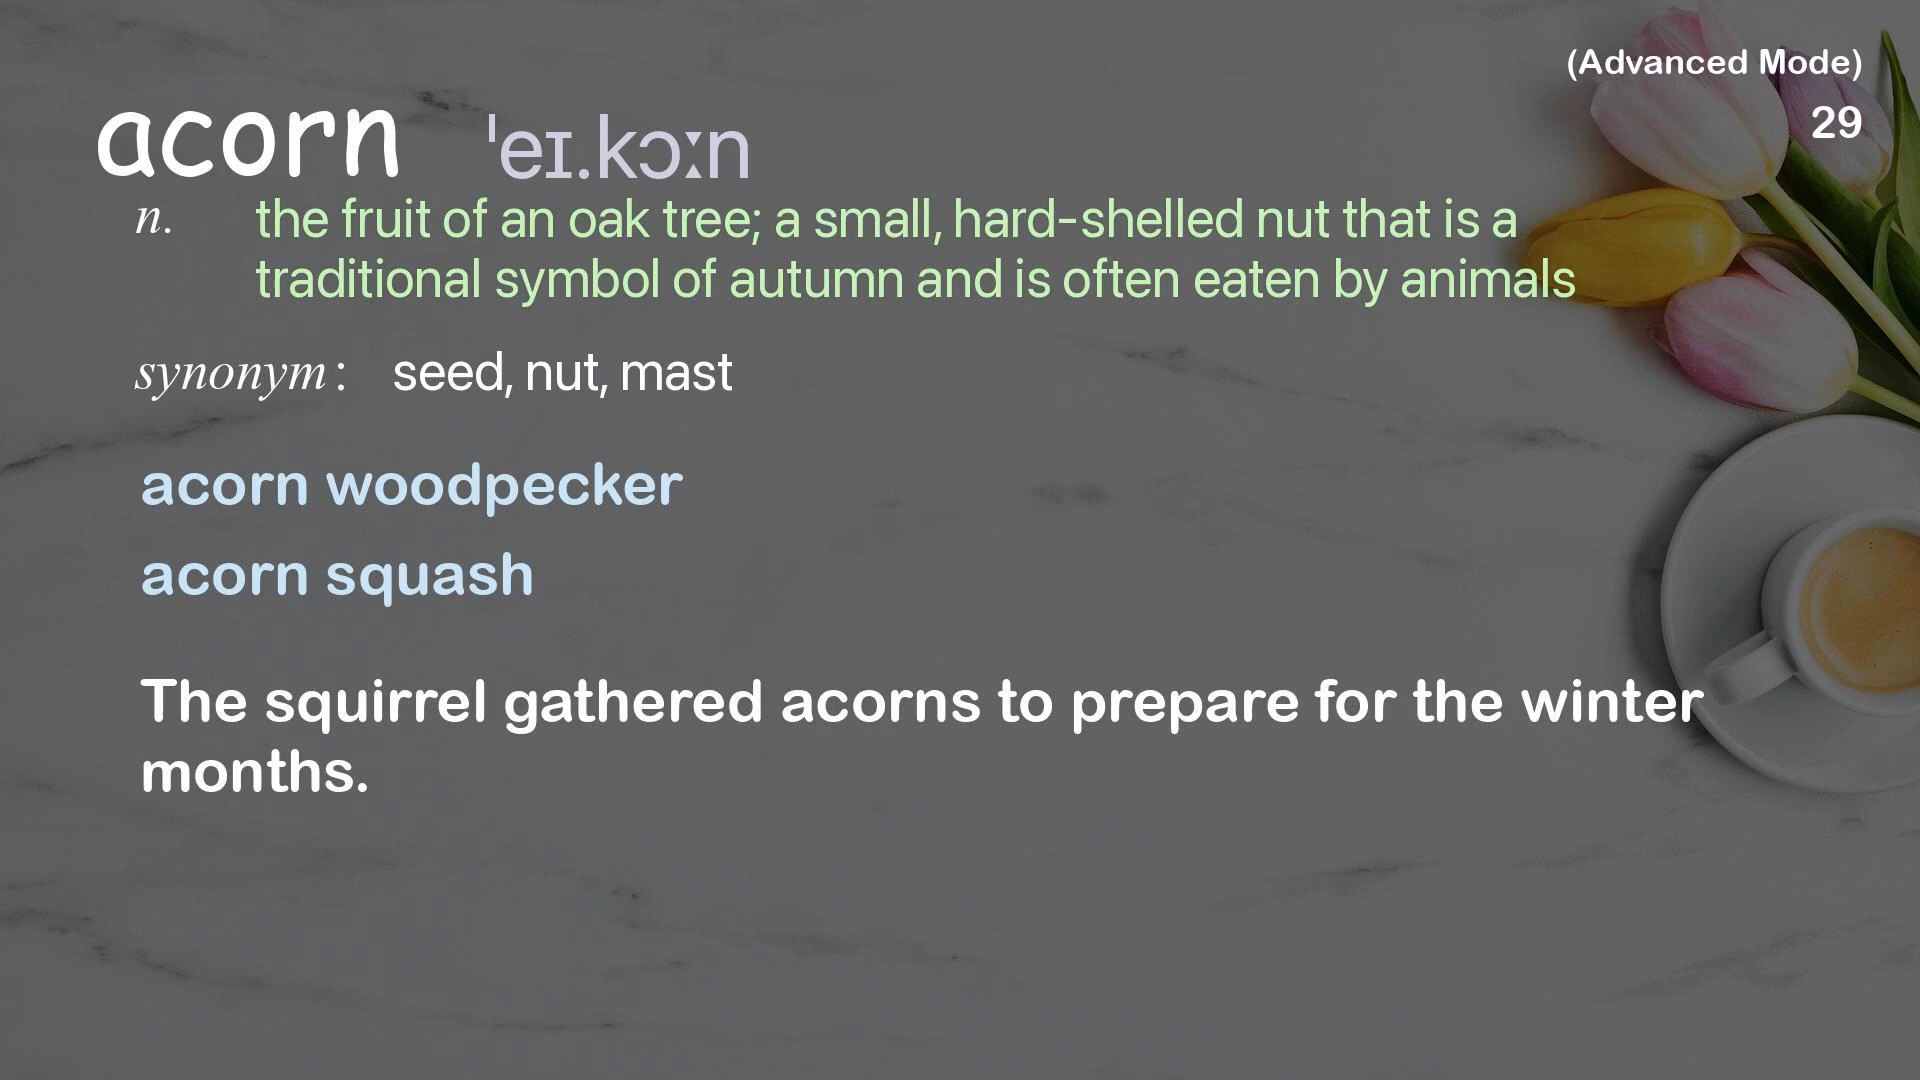 (Advanced Mode)
29
acorn ˈeɪ.kɔːn
n. the fruit of an oak tree; a small, hard-shelled nut that is a
traditional symbol of autumn and is often eaten by animals
synonym: seed, nut, mast
acorn woodpecker
acorn squash
The squirrel gathered acorns to prepare for the winter
months.